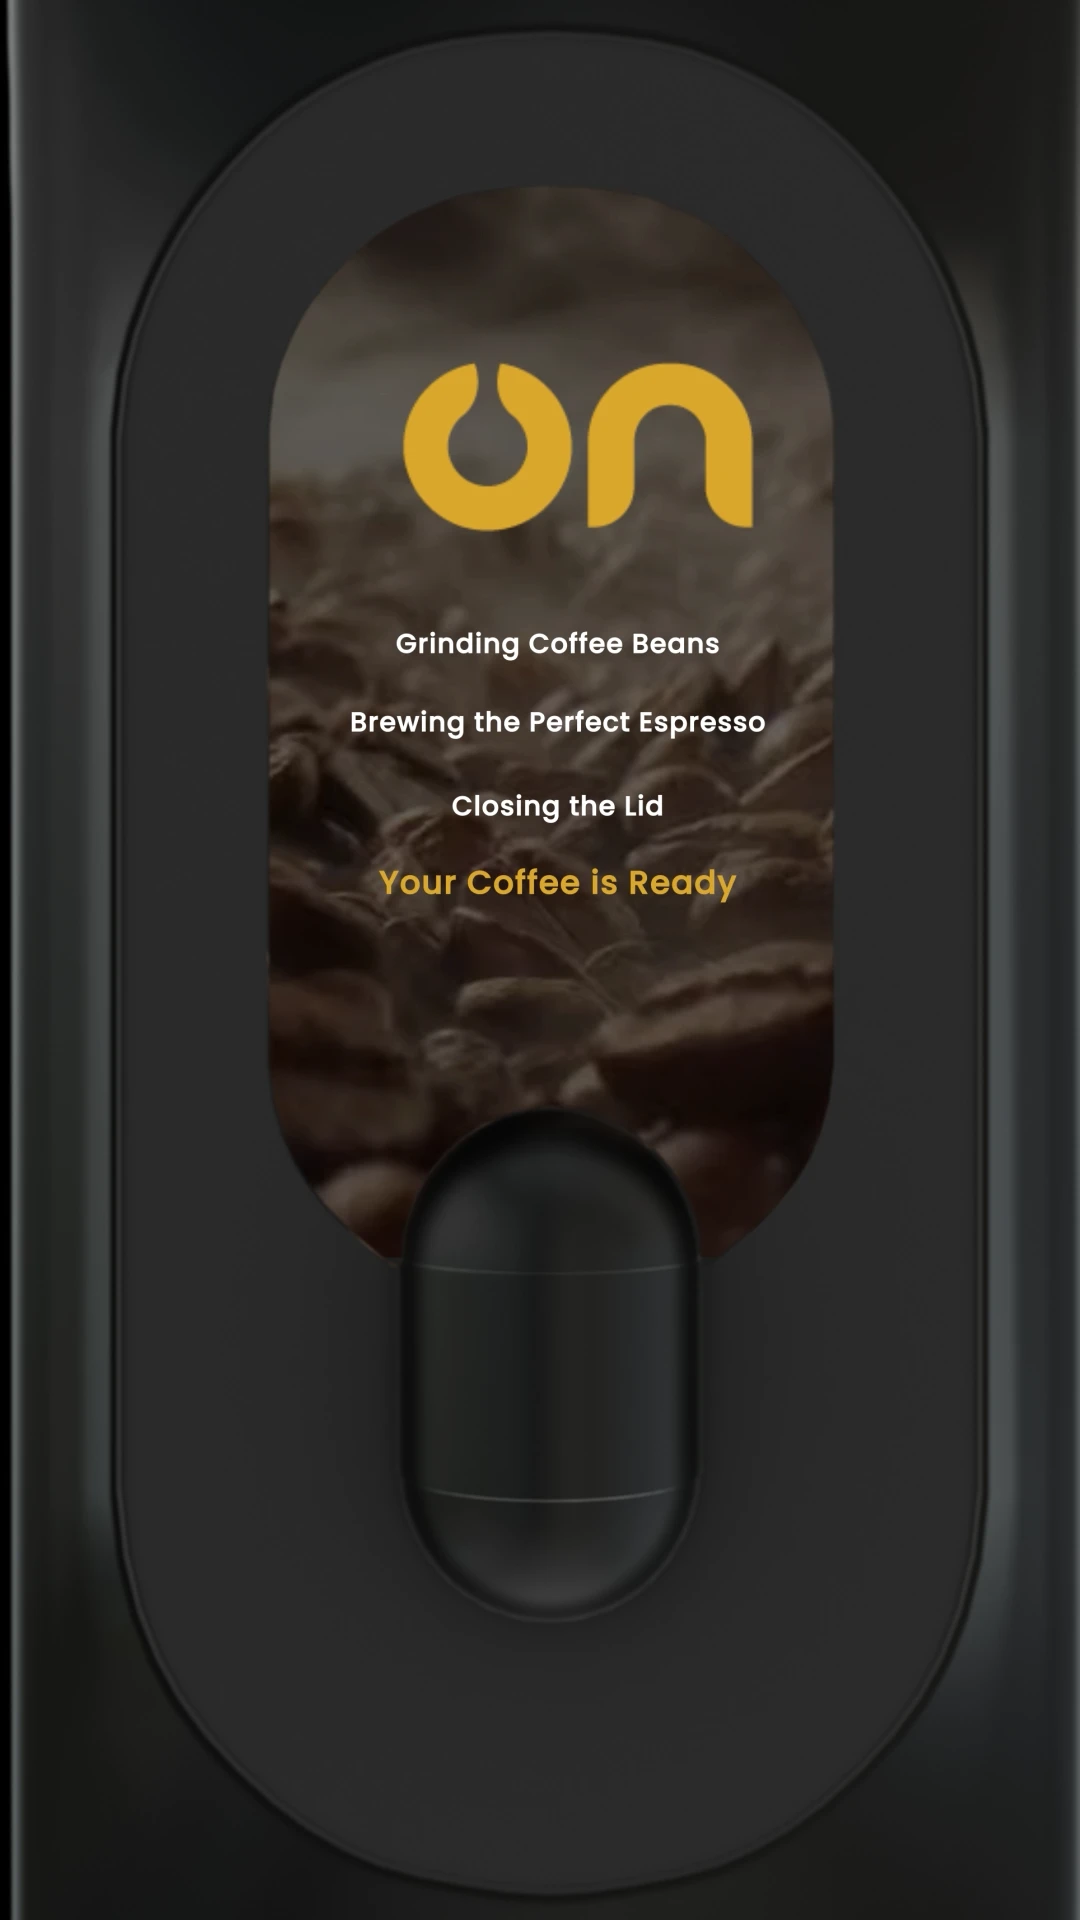 on
Grinding Coffee Beans
Brewing the Perfect Espresso
Closing the Lid
Your Coffee is Ready